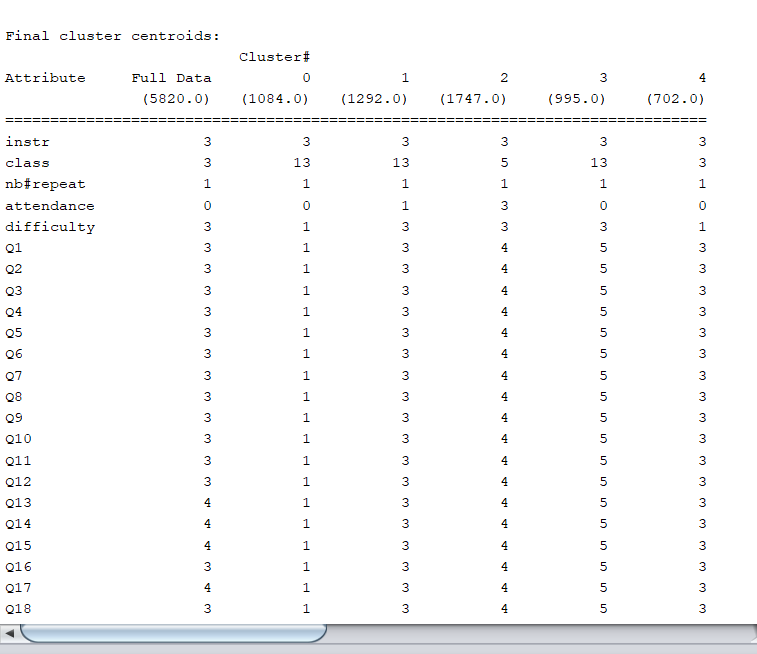 Final cluster centroids:
Cluster#
Attribute Full Data 0 1 2 3 4
(5820.0) (1084.0) (1292.0) (1747.0) (995.0) (702.0)
================================================================================
instr 3 3 3 3 3 3
class 3 13 13 5 13 3
nb#repeat 1 1 1 1 1 1
attendance 0 0 1 3 0 0
difficulty 3 1 3 3 3 1
Q1 3 1 3 4 5 3
Q2 3 1 3 4 5 3
Q3 3 1 3 4 5 3
Q4 3 1 3 4 5 3
Q5 3 1 3 4 5 3
Q6 3 1 3 4 5 3
Q7 3 1 3 4 5 3
Q8 3 1 3 4 5 3
Q9 3 1 3 4 5 3
Q10 3 1 3 4 5 3
Q11 3 1 3 4 5 3
Q12 3 1 3 4 5 3
Q13 4 1 3 4 5 3
Q14 4 1 3 4 5 3
Q15 4 1 3 4 5 3
Q16 3 1 3 4 5 3
Q17 4 1 3 4 5 3
Q18 3 1 3 4 5 3